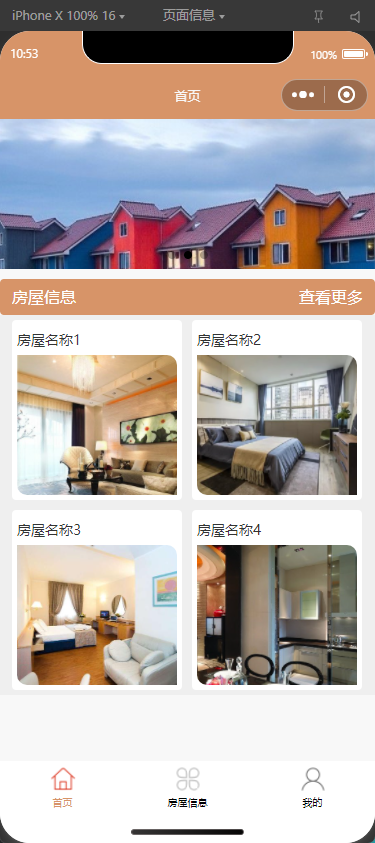 iPhone X 100% 16 页面信息
10:53 100%
首页
房屋信息 查看更多
房屋名称1 房屋名称2
房屋名称3 房屋名称4
首页 房屋信息 我的